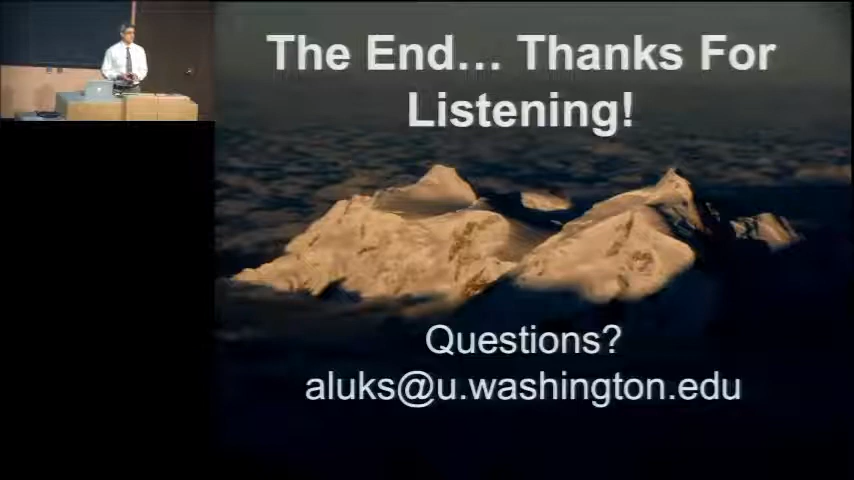 The End... Thanks For
Listening!
Questions?
aluks@u.washington.edu